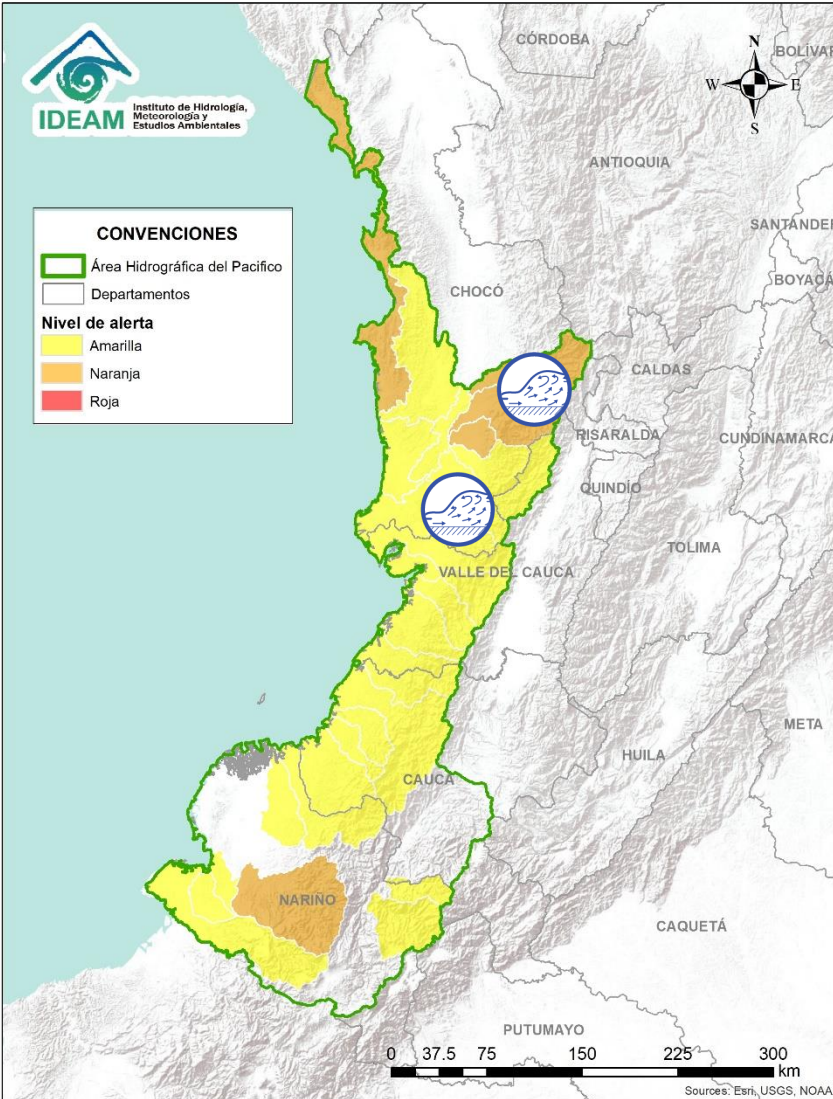 IDEAM
Instituto de Hidrología,
Meteorología y
Estudios Ambientales
CONVENCIONES
Área Hidrográfica del Pacifico
Departamentos
Nivel de alerta
Amarilla
Naranja
Roja
N
W
E
S
CÓRDOBA
BOLÍVAR
ANTIOQUIA
SANTANDER
BOYACÁ
CHOCÓ
CALDAS
RISARALDA
CUNDINAMARCA
QUINDÍO
TOLIMA
VALLE DEL CAUCA
META
HUILA
CAUCA
NARIÑO
CAQUETÁ
PUTUMAYO
0 37.5 75 150 225 300
km
Sources: Esri, USGS, NOAA